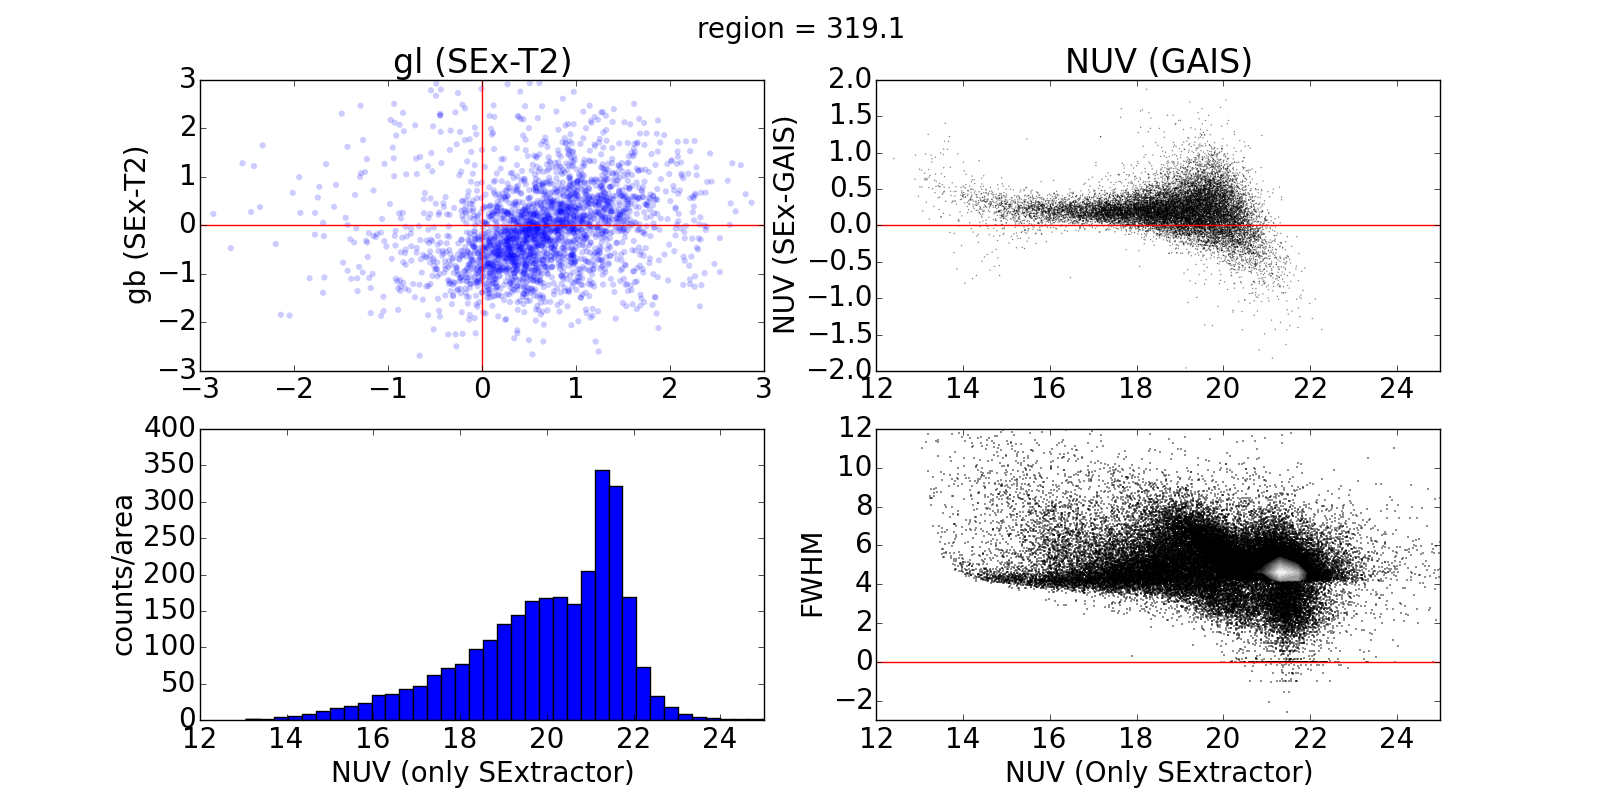 region = 319.1
gl (SEx-T2)
NUV (GAIS)
gb (SEx-T2)
3
2
1
0
−1
−2
−3
−3 −2 −1 0 1 2 3
NUV (SEx-GAIS)
2.0
1.5
1.0
0.5
0.0
−0.5
−1.0
−1.5
−2.0
12 14 16 18 20 22 24
counts/area
400
350
300
250
200
150
100
50
0
12 14 16 18 20 22 24
NUV (only SExtractor)
FWHM
12
10
8
6
4
2
0
−2
12 14 16 18 20 22 24
NUV (Only SExtractor)